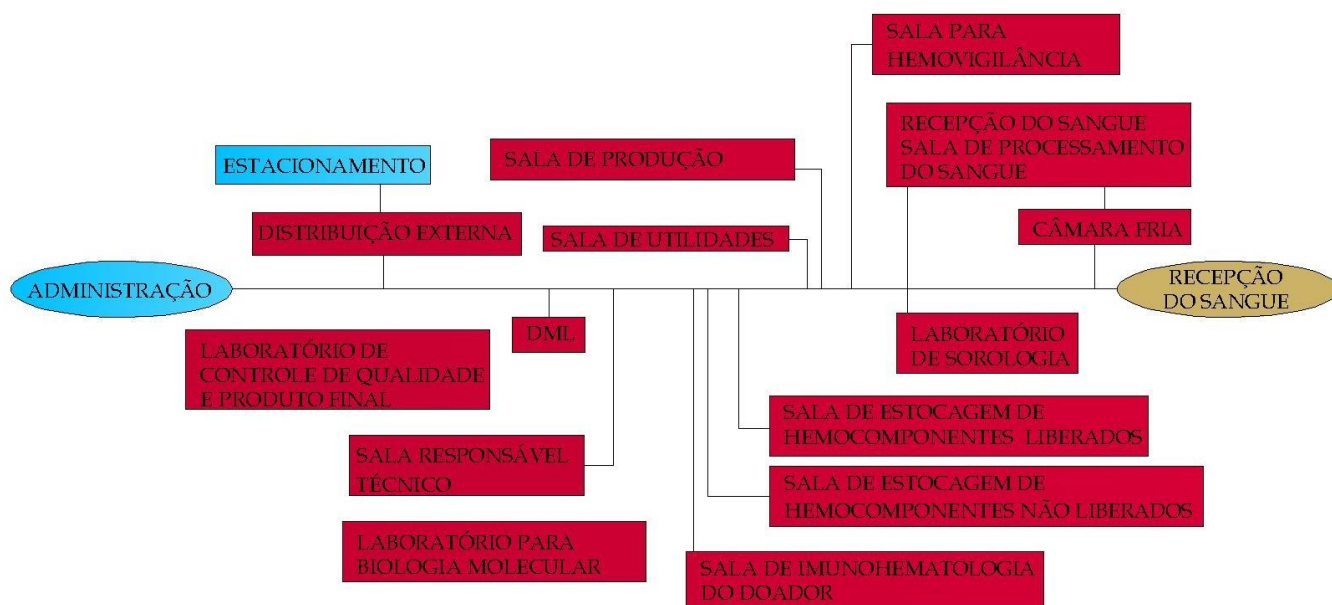 SALA PARA
HEMOVIGILÂNCIA
RECEPÇÃO DO SANGUE
SALA DE PROCESSAMENTO
DO SANGUE
ESTACIONAMENTO
SALA DE PRODUÇÃO
DISTRIBUIÇÃO EXTERNA
SALA DE UTILIDADES
CÂMARA FRIA
ADMINISTRAÇÃO
RECEPÇÃO
DO SANGUE
LABORATÓRIO DE
CONTROLE DE QUALIDADE
E PRODUTO FINAL
DML
LABORATÓRIO
DE SOROLOGIA
SALA DE ESTOCAGEM DE
HEMOCOMPONENTES LIBERADOS
SALA RESPONSÁVEL
TÉCNICO
SALA DE ESTOCAGEM DE
HEMOCOMPONENTES NÃO LIBERADOS
LABORATÓRIO PARA
BIOLOGIA MOLECULAR
SALA DE IMUNOHEMATOLOGIA
DO DOADOR